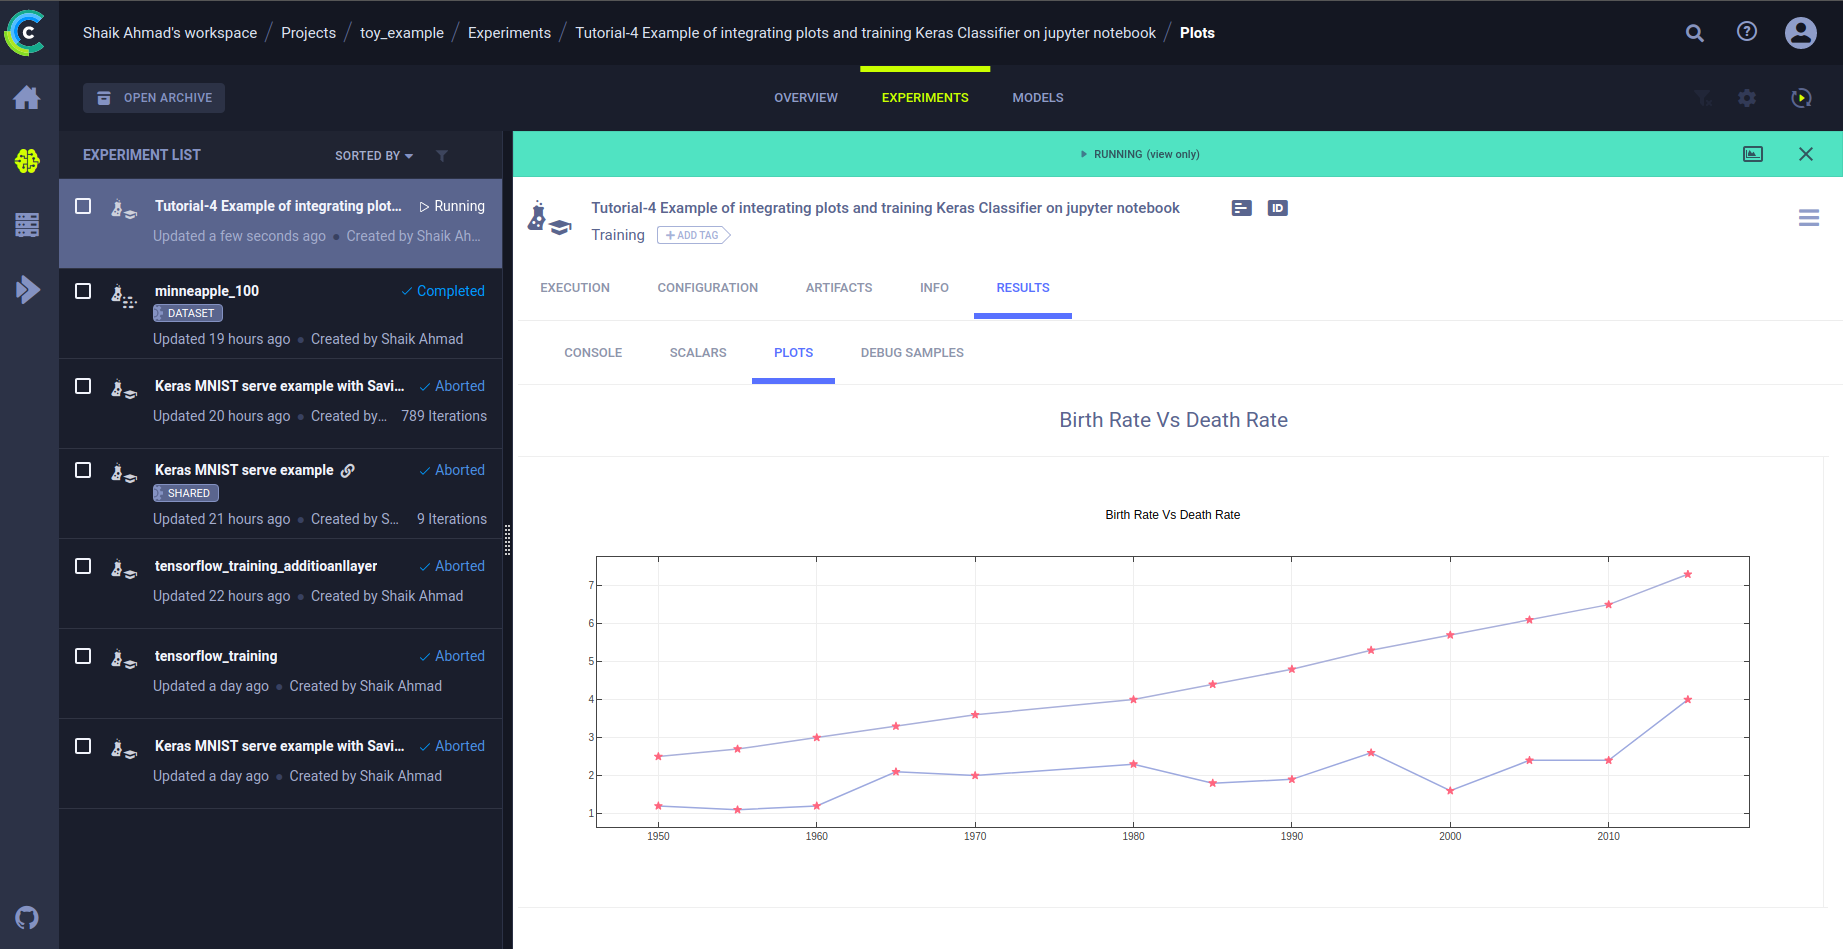 Shaik Ahmad's workspace / Projects / toy_example / Experiments / Tutorial-4 Example of integrating plots and training Keras Classifier on jupyter notebook / Plots
OPEN ARCHIVE
OVERVIEW EXPERIMENTS MODELS
EXPERIMENT LIST SORTED BY
Tutorial-4 Example of integrating plot... Running
Updated a few seconds ago • Created by Shaik Ah...
minneapple_100 Completed
DATASET
Updated 19 hours ago • Created by Shaik Ahmad
Keras MNIST serve example with Savi... Aborted
Updated 20 hours ago • Created by... 789 Iterations
Keras MNIST serve example Aborted
SHARED
Updated 21 hours ago • Created by S... 9 Iterations
tensorflow_training_additioanllayer Aborted
Updated 22 hours ago • Created by Shaik Ahmad
tensorflow_training Aborted
Updated a day ago • Created by Shaik Ahmad
Keras MNIST serve example with Savi... Aborted
Updated a day ago • Created by Shaik Ahmad
RUNNING (view only)
Tutorial-4 Example of integrating plots and training Keras Classifier on jupyter notebook ID
Training + ADD TAG
EXECUTION CONFIGURATION ARTIFACTS INFO RESULTS
CONSOLE SCALARS PLOTS DEBUG SAMPLES
Birth Rate Vs Death Rate
Birth Rate Vs Death Rate
7
6
5
4
3
2
1
1950 1960 1970 1980 1990 2000 2010